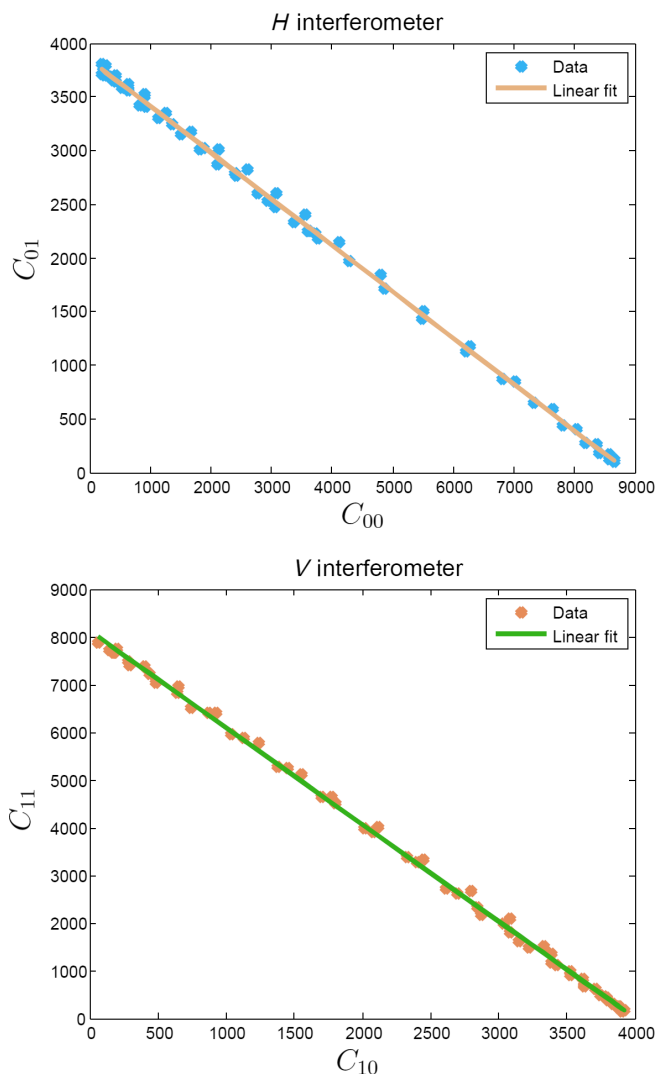 H interferometer
4000
3500
3000
2500
2000
1500
1000
500
0
C01
Data
Linear fit
0 1000 2000 3000 4000 5000 6000 7000 8000 9000
C00
V interferometer
9000
8000
7000
6000
5000
4000
3000
2000
1000
0
C11
Data
Linear fit
0 500 1000 1500 2000 2500 3000 3500 4000
C10